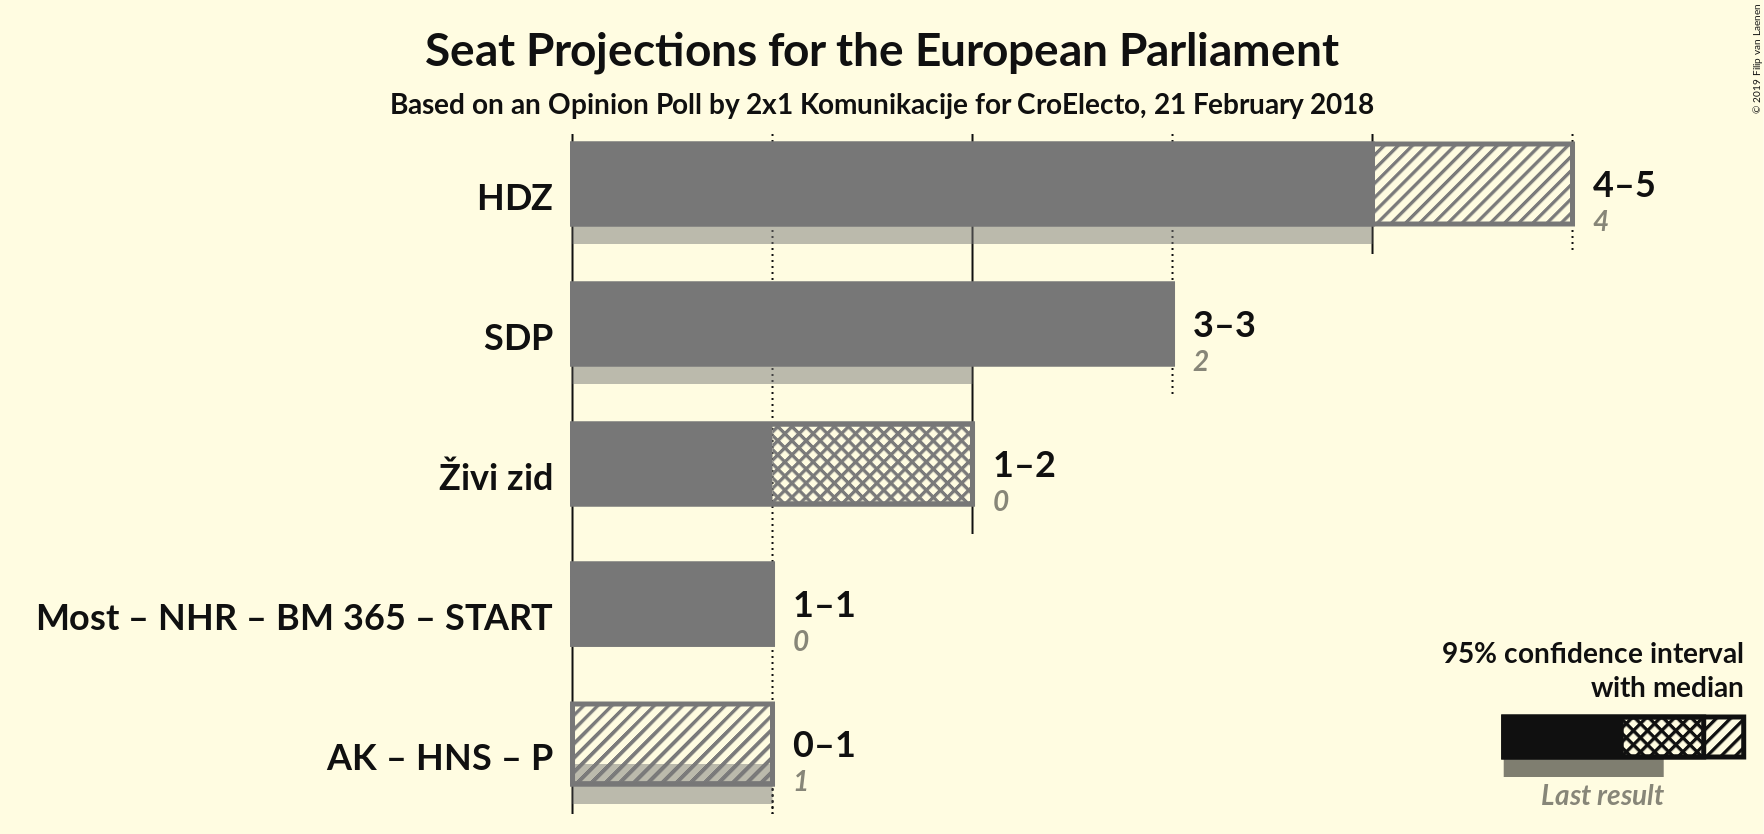 Seat Projections for the European Parliament
Based on an Opinion Poll by 2x1 Komunikacije for CroElecto, 21 February 2018
© 2019 Filip van Laenen
HDZ
4–5
4
SDP
3–3
2
Živi zid
1–2
0
Most – NHR – BM 365 – START
1–1
0
AK – HNS – P
0–1
1
95% confidence interval
with median
Last result